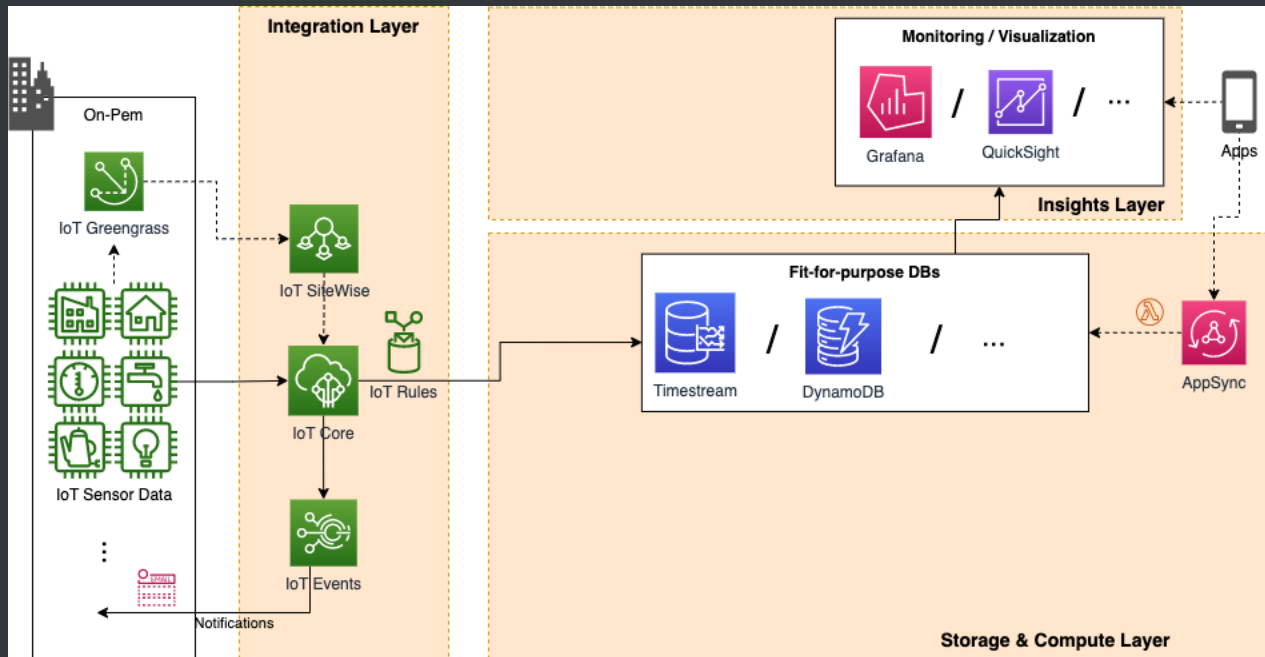 Integration Layer
Monitoring / Visualization
On-Pem
/
/
...
Grafana
QuickSight
Apps
IoT Greengrass
Insights Layer
IoT SiteWise
Fit-for-purpose DBs
/
/
...
IoT Rules
Timestream
DynamoDB
AppSync
IoT Core
IoT Sensor Data
EMAIL
IoT Events
Notifications
Storage & Compute Layer